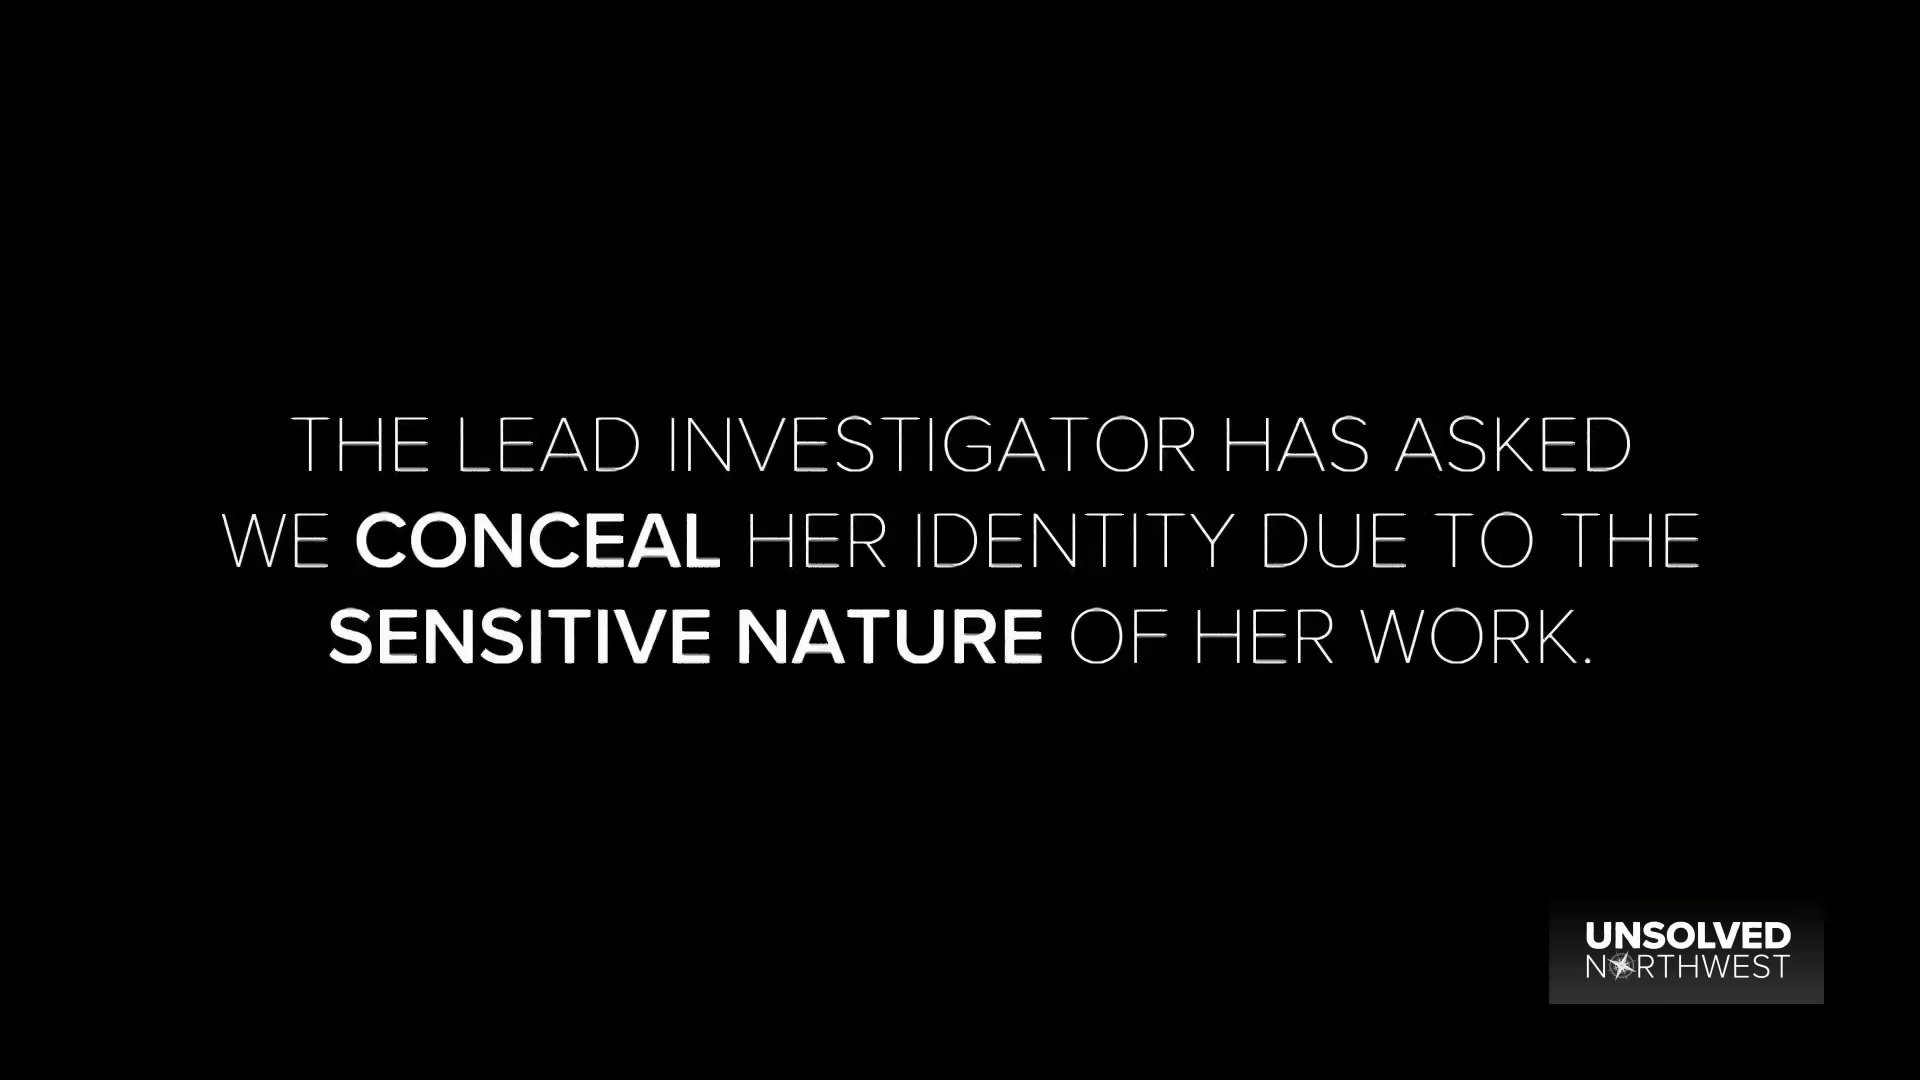 THE LEAD INVESTIGATOR HAS ASKED
WE CONCEAL HER IDENTITY DUE TO THE
SENSITIVE NATURE OF HER WORK.
UNSOLVED
NORTHWEST